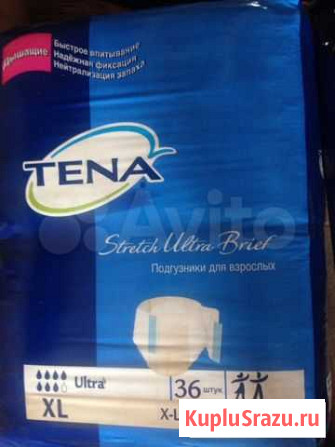 Дышащие
Быстрое впитывание
Надёжная фиксация
Нейтрализация запаха
TENA
Avito
Stretch Ultra Brief
Подгузники для взрослых
Ultra
36 штук
XL
X-L
KupluSrazu.ru